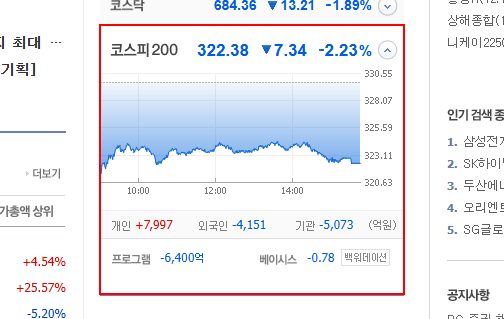 코스닥 684.36 ▼13.21 -1.89%
코스피200 322.38 ▼7.34 -2.23%
330.55
328.07
325.59
323.11
320.63
10:00 12:00 14:00
개인 +7,997 외국인 -4,151 기관 -5,073 (억원)
프로그램 -6,400억 베이시스 -0.78 백워데이션
최대 …
기획]
더보기
가총액 상위
+4.54%
+25.57%
-5.20%
상해종합(
니케이225(
인기 검색 종
1. 삼성전자
2. SK하이
3. 두산에너
4. 오리엔트
5. SG글로
공지사항